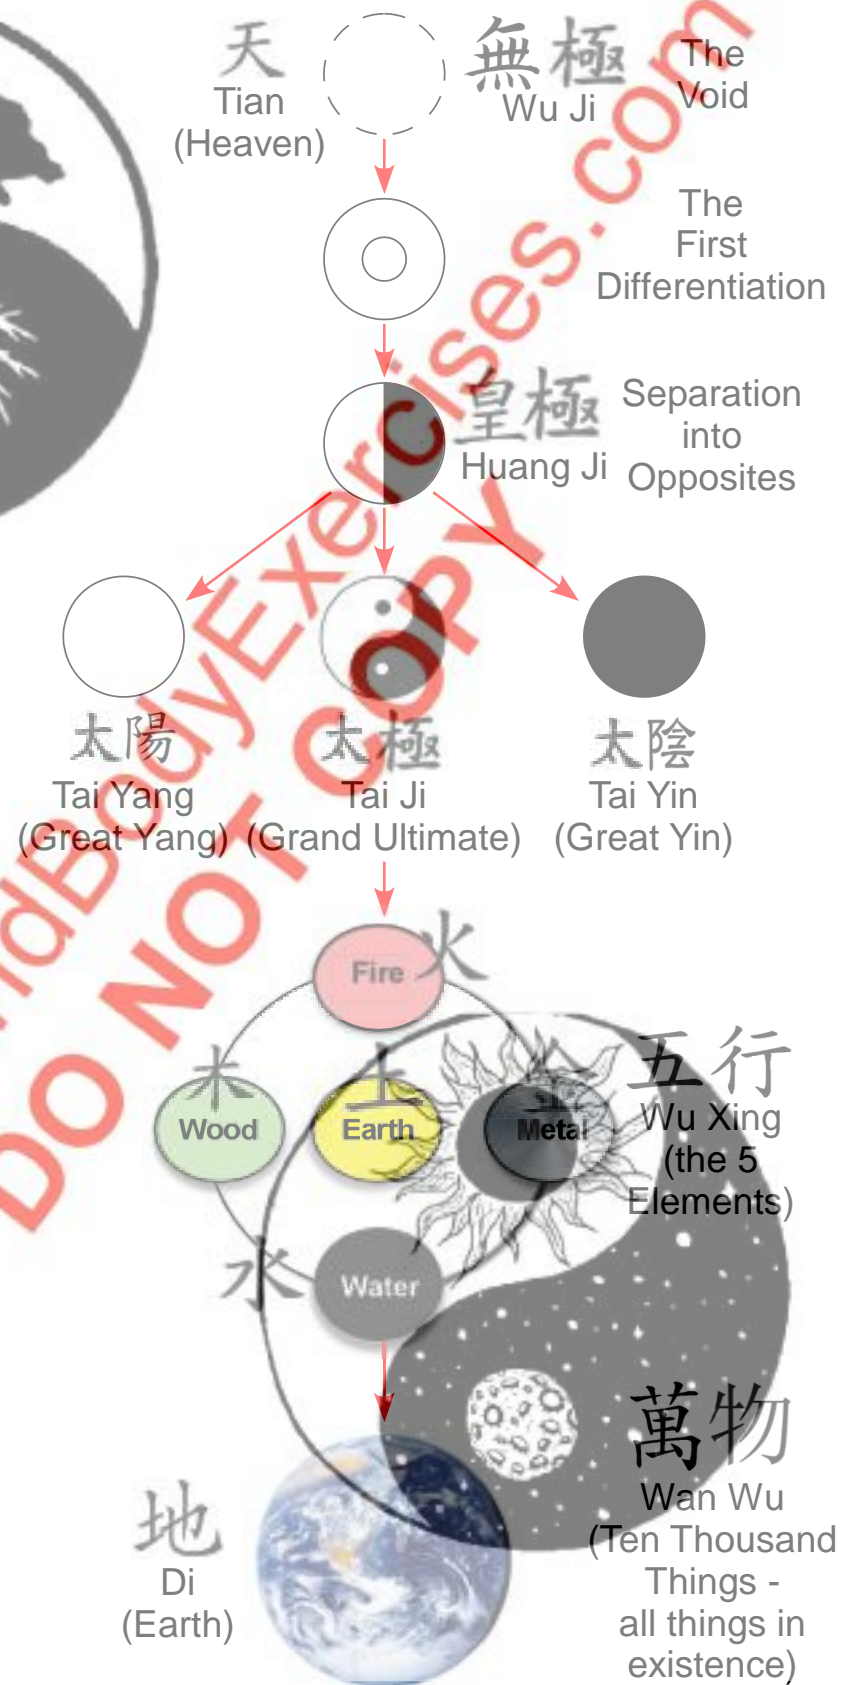 天
Tian
(Heaven)
無極
Wu Ji
The
Void
The
First
Differentiation
皇極
Huang Ji
Separation
into
Opposites
太陽
Tai Yang
(Great Yang)
太極
Tai Ji
(Grand Ultimate)
太陰
Tai Yin
(Great Yin)
火
Fire
木
Wood
土
Earth
金
Metal
五行
Wu Xing
(the 5
Elements)
水
Water
萬物
Wan Wu
(Ten Thousand
Things -
all things in
existence)
地
Di
(Earth)
ndBodyExercises.com
DO NOT COPY